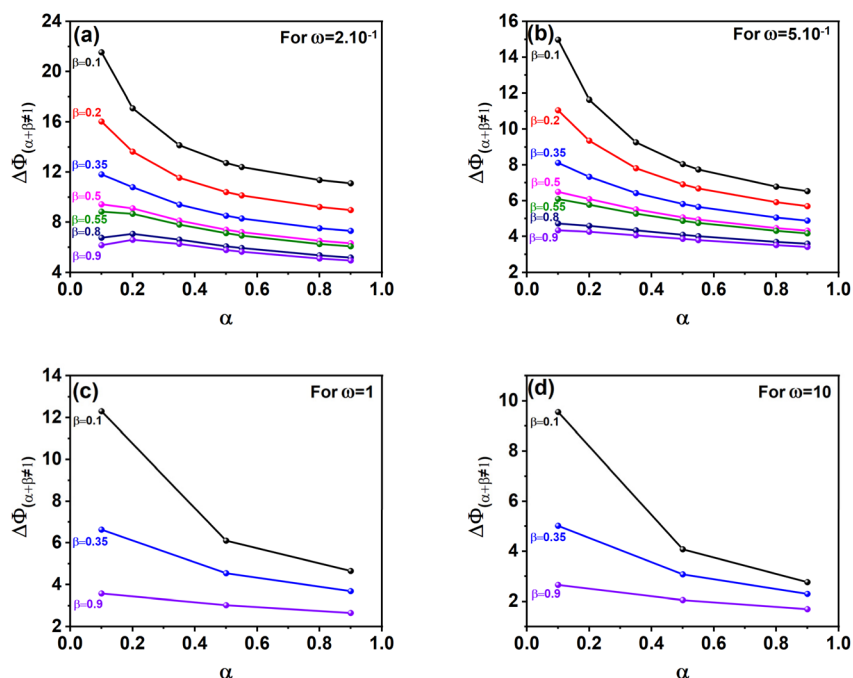 (a)
For ω=2.10⁻¹
24
20
16
12
8
4
β=0.1
β=0.2
β=0.35
β=0.5
β=0.55
β=0.8
β=0.9
0.0 0.2 0.4 0.6 0.8 1.0
α
ΔΦ(α+β≠1)
(b)
For ω=5.10⁻¹
16
14
12
10
8
6
4
2
β=0.1
β=0.2
β=0.35
β=0.5
β=0.55
β=0.8
β=0.9
0.0 0.2 0.4 0.6 0.8 1.0
α
ΔΦ(α+β≠1)
(c)
For ω=1
14
12
10
8
6
4
2
β=0.1
β=0.35
β=0.9
0.0 0.2 0.4 0.6 0.8 1.0
α
ΔΦ(α+β≠1)
(d)
For ω=10
10
8
6
4
2
β=0.1
β=0.35
β=0.9
0.0 0.2 0.4 0.6 0.8 1.0
α
ΔΦ(α+β≠1)